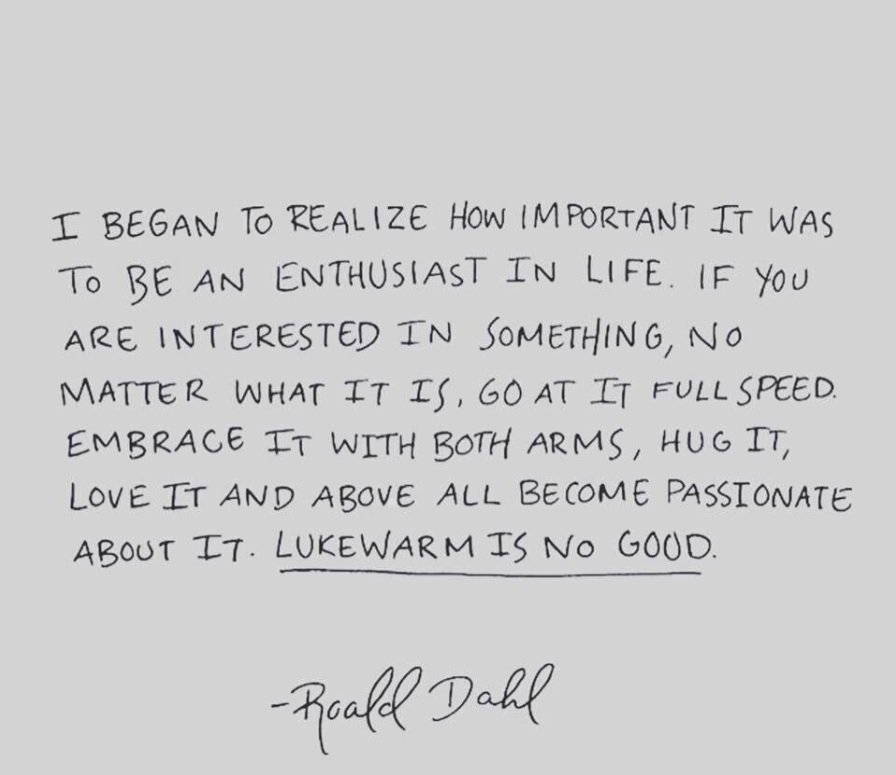 I BEGAN TO REALIZE HOW IMPORTANT IT WAS
TO BE AN ENTHUSIAST IN LIFE. IF YOU
ARE INTERESTED IN SOMETHING, NO
MATTER WHAT IT IS, GO AT IT FULL SPEED.
EMBRACE IT WITH BOTH ARMS, HUG IT,
LOVE IT AND ABOVE ALL BECOME PASSIONATE
ABOUT IT. LUKEWARM IS NO GOOD.
-Roald Dahl